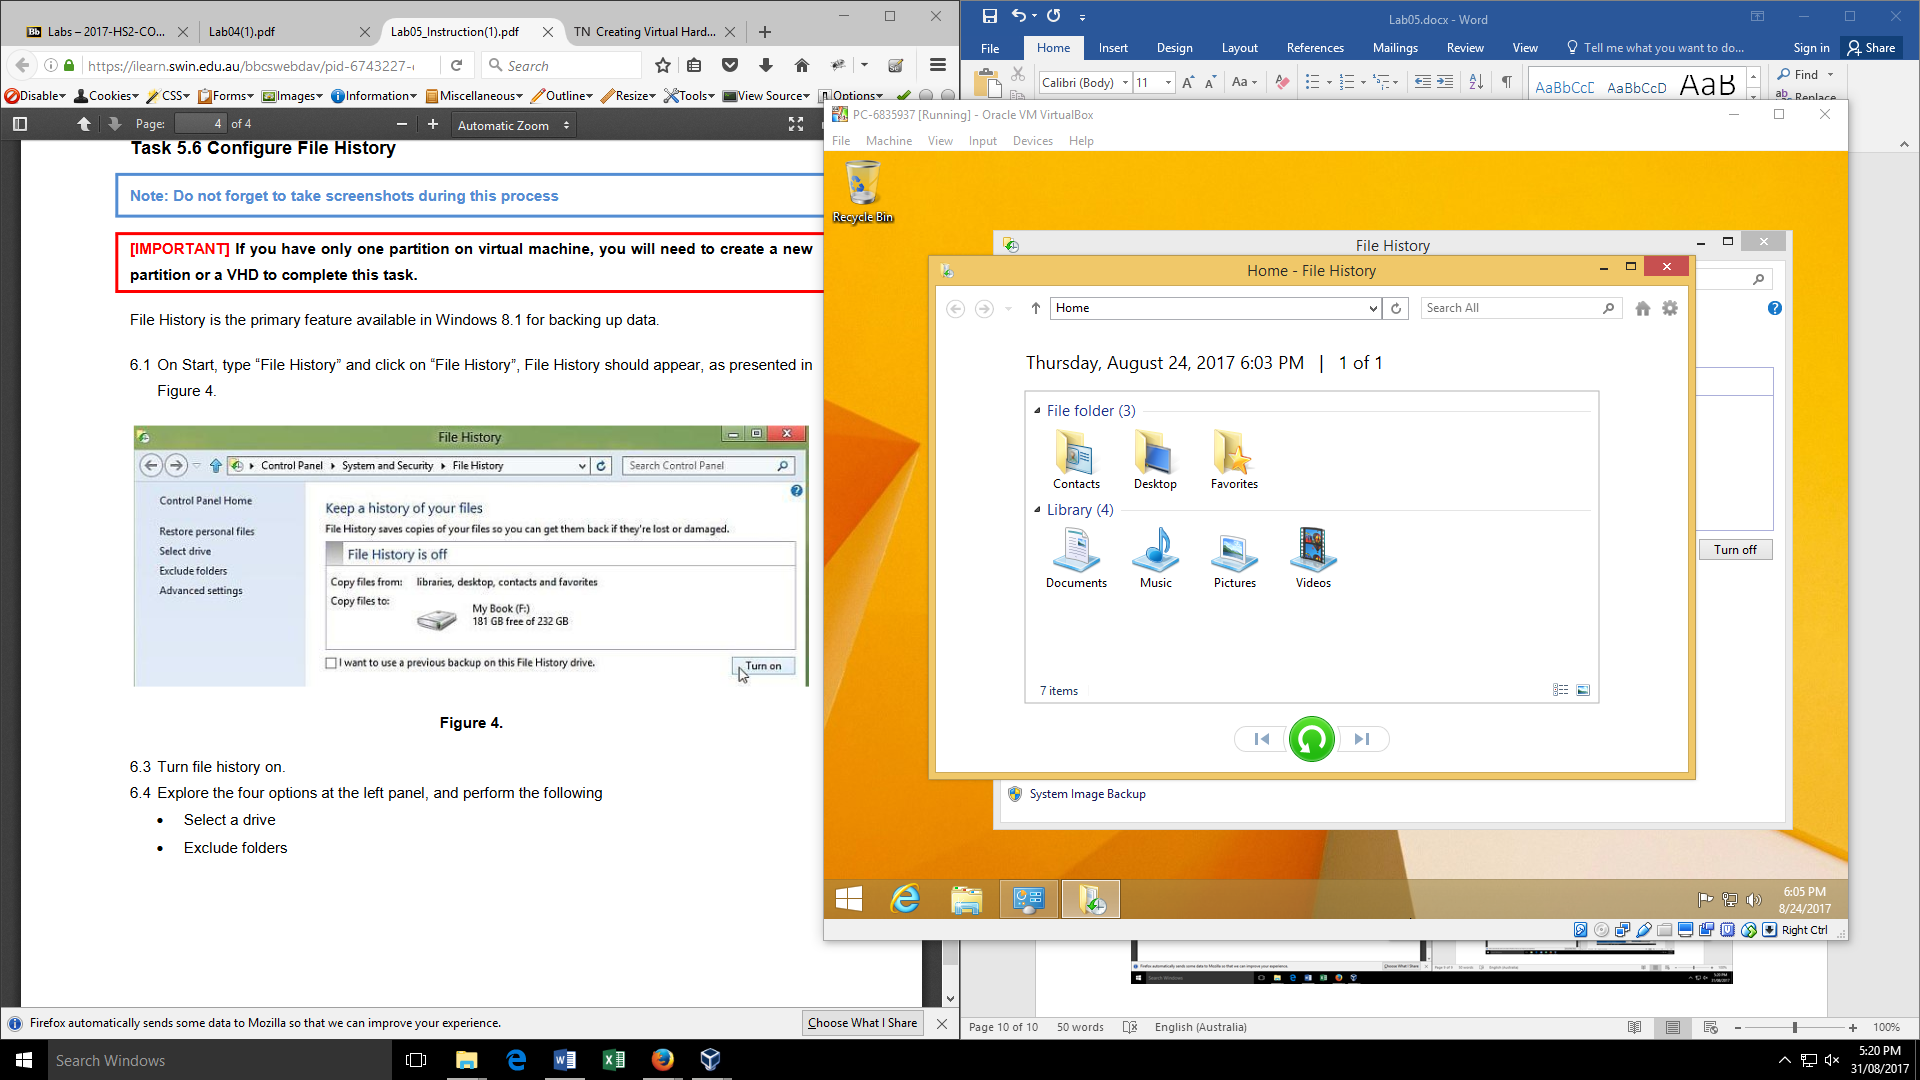 Labs – 2017-HS2-CO...
Lab04(1).pdf
Lab05_Instruction(1).pdf
TN Creating Virtual Hard...
https://ilearn.swin.edu.au/bbcswebdav/pid-6743227-
Search
Disable
Cookies
CSS
Forms
Images
Information
Miscellaneous
Outline
Resize
Tools
View Source
Options
Page: 4 of 4
Automatic Zoom
Task 5.6 Configure File History
Note: Do not forget to take screenshots during this process
[IMPORTANT] If you have only one partition on virtual machine, you will need to create a new
partition or a VHD to complete this task.
File History is the primary feature available in Windows 8.1 for backing up data.
6.1 On Start, type “File History” and click on “File History”, File History should appear, as presented in
Figure 4.
File History
Control Panel
System and Security
File History
Search Control Panel
Control Panel Home
Restore personal files
Select drive
Exclude folders
Advanced settings
Keep a history of your files
File History saves copies of your files so you can get them back if they're lost or damaged.
File History is off
Copy files from: libraries, desktop, contacts and favorites
Copy files to: My Book (F:)
181 GB free of 232 GB
I want to use a previous backup on this File History drive.
Turn on
Figure 4.
6.3 Turn file history on.
6.4 Explore the four options at the left panel, and perform the following
• Select a drive
• Exclude folders
Firefox automatically sends some data to Mozilla so that we can improve your experience.
Choose What I Share
Lab05.docx - Word
File
Home
Insert
Design
Layout
References
Mailings
Review
View
Tell me what you want to do...
Sign in
Share
Calibri (Body)
11
Aa
AaBbCcD
AaB
Find
Replace
PC-6835937 [Running] - Oracle VM VirtualBox
File
Machine
View
Input
Devices
Help
Recycle Bin
File History
Home - File History
Home
Search All
Thursday, August 24, 2017 6:03 PM | 1 of 1
File folder (3)
Contacts
Desktop
Favorites
Library (4)
Documents
Music
Pictures
Videos
7 items
Turn off
System Image Backup
6:05 PM
8/24/2017
Right Ctrl
Page 10 of 10
50 words
English (Australia)
100%
Search Windows
5:20 PM
31/08/2017